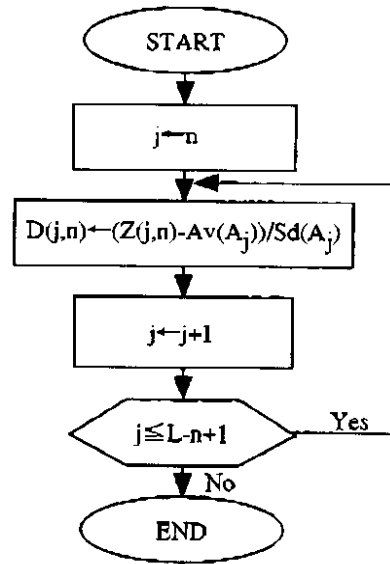 START
j←n
D(j,n)←(Z(j,n)-Av(Aj))/Sd(Aj)
j←j+1
j≦L-n+1
Yes
No
END